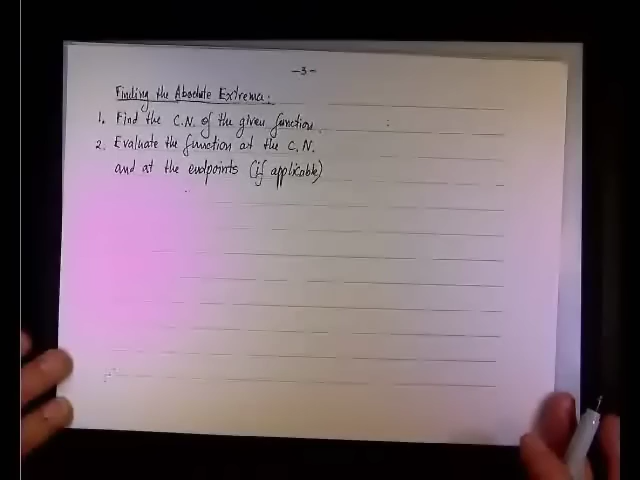 -3-
Finding the Absolute Extrema:
1. Find the C.N. of the given function.
2. Evaluate the function at the C.N.
and at the endpoints (if applicable)